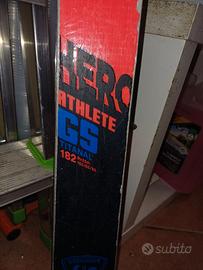 HERO
ATHLETE
GS
TITANAL
182
subito